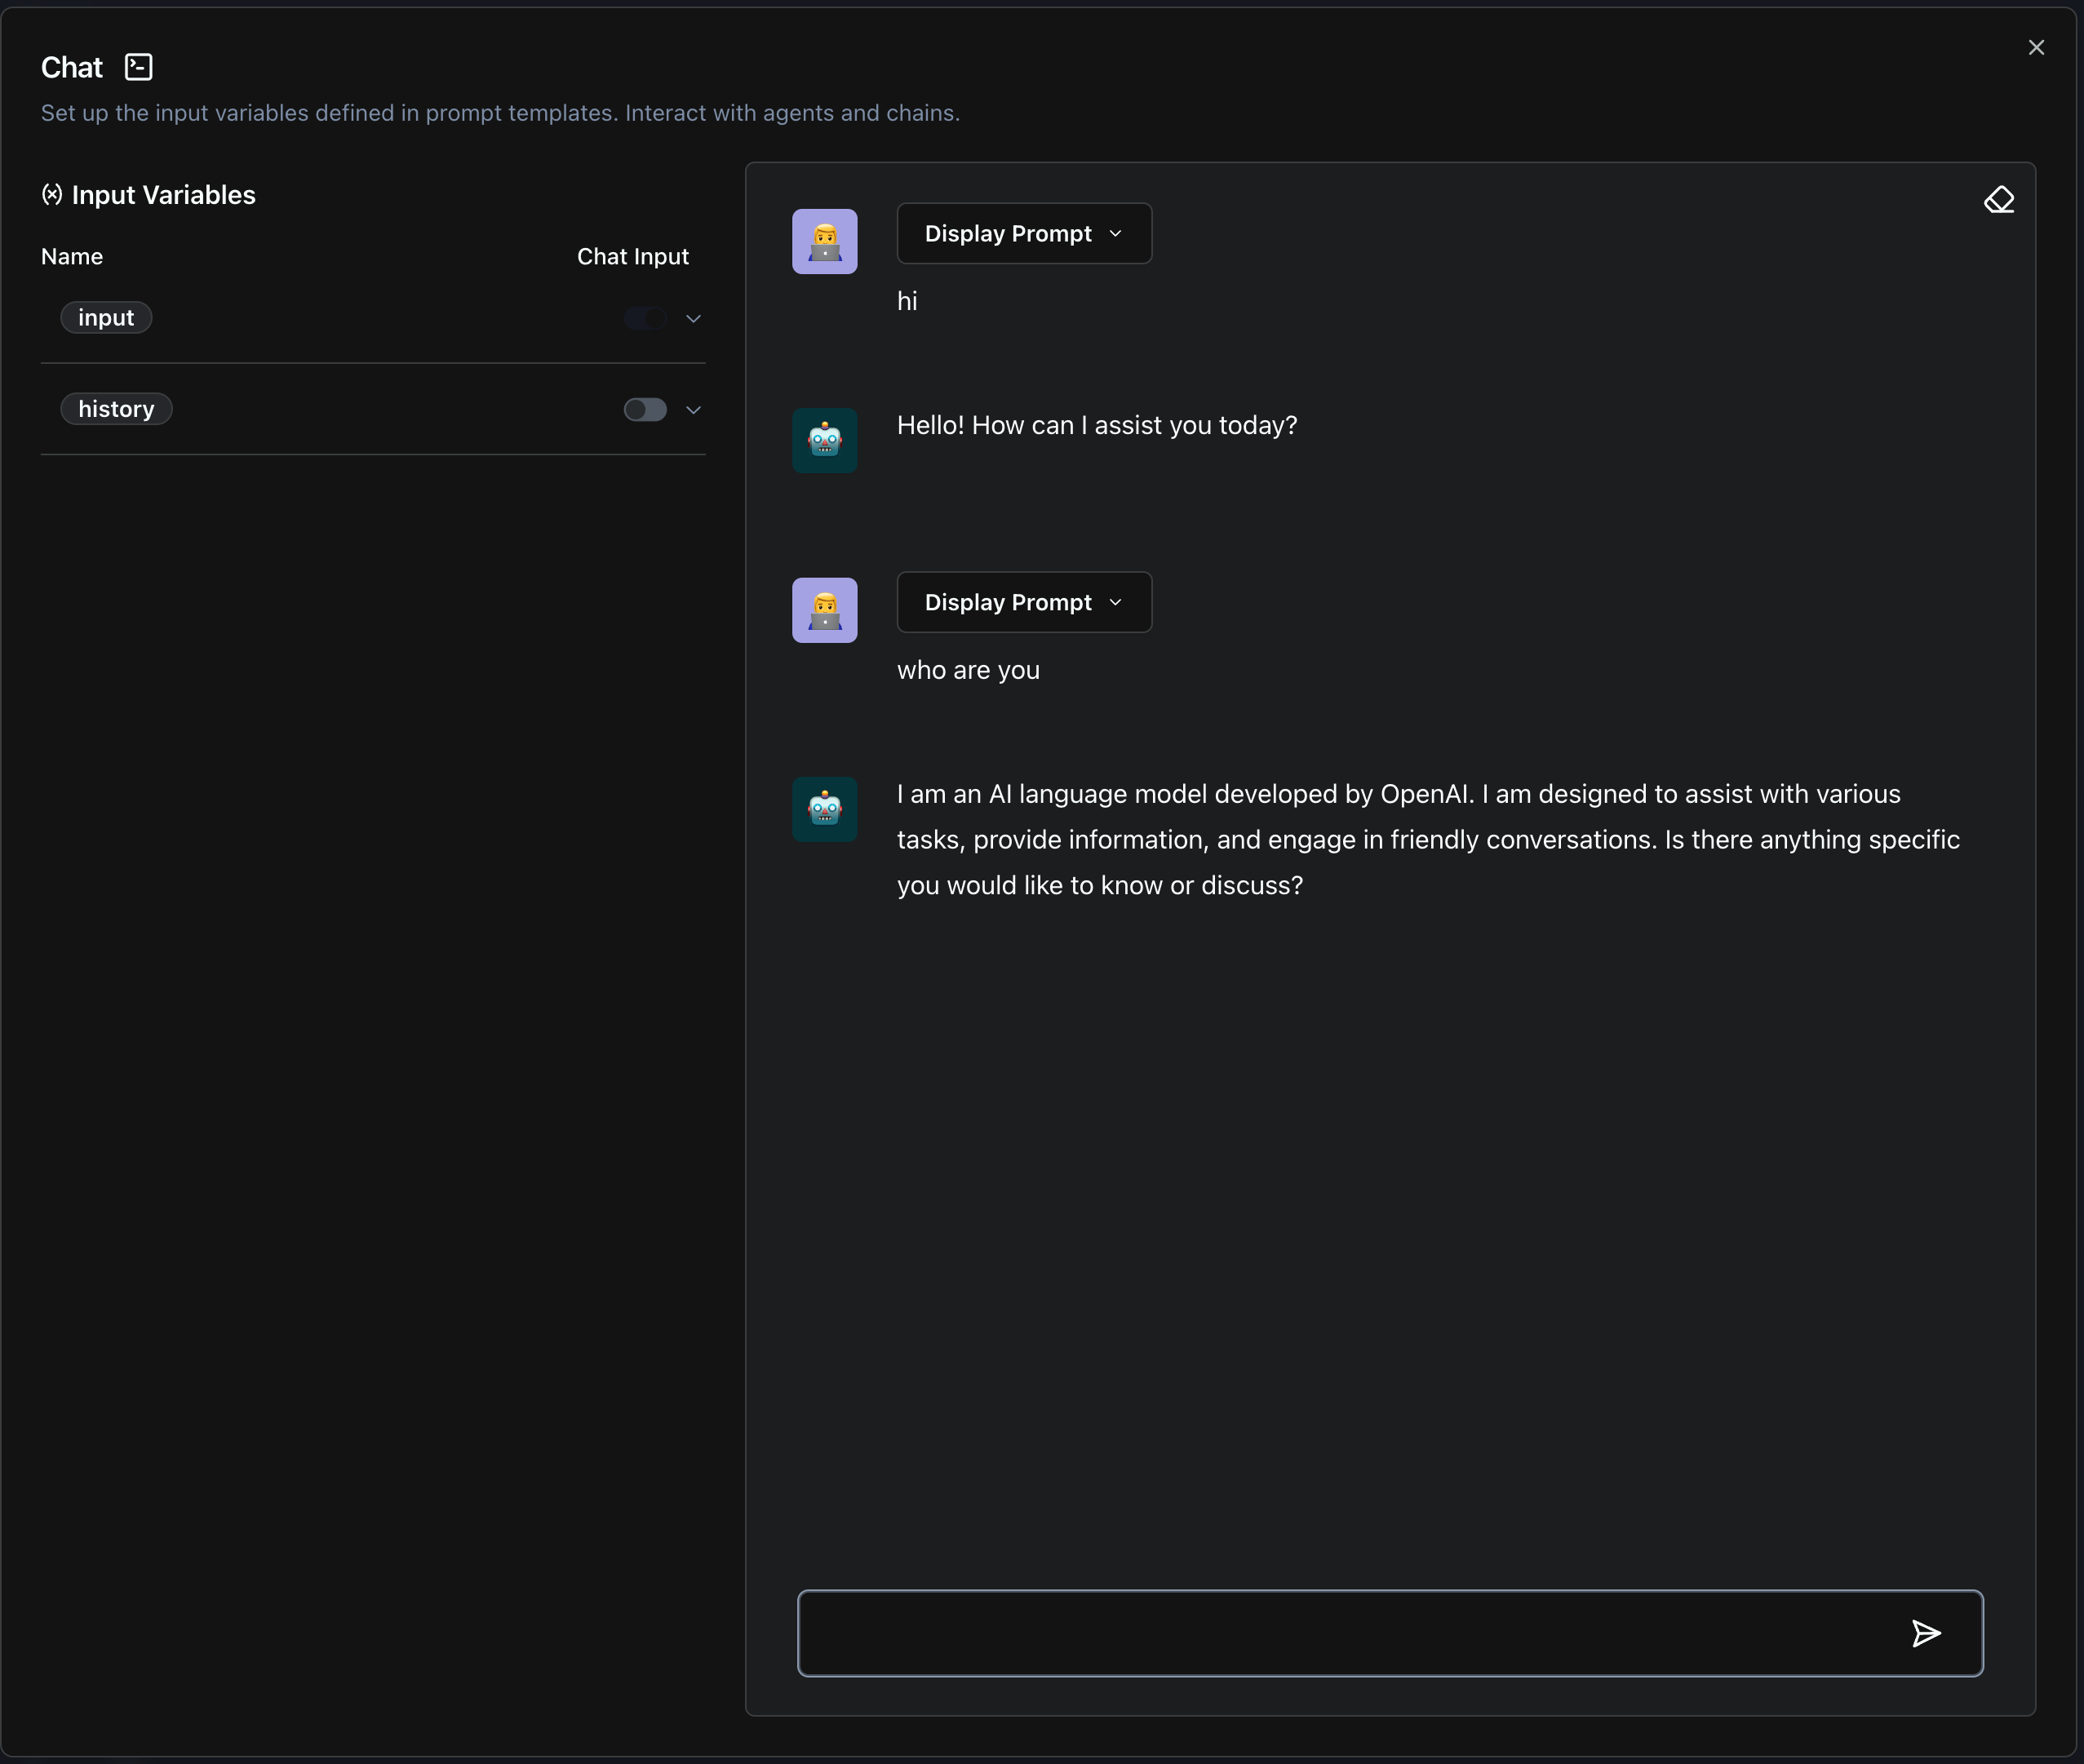 Chat
Set up the input variables defined in prompt templates. Interact with agents and chains.
Input Variables
Name
Chat Input
input
history
Display Prompt
hi
Hello! How can I assist you today?
Display Prompt
who are you
I am an AI language model developed by OpenAI. I am designed to assist with various
tasks, provide information, and engage in friendly conversations. Is there anything specific
you would like to know or discuss?